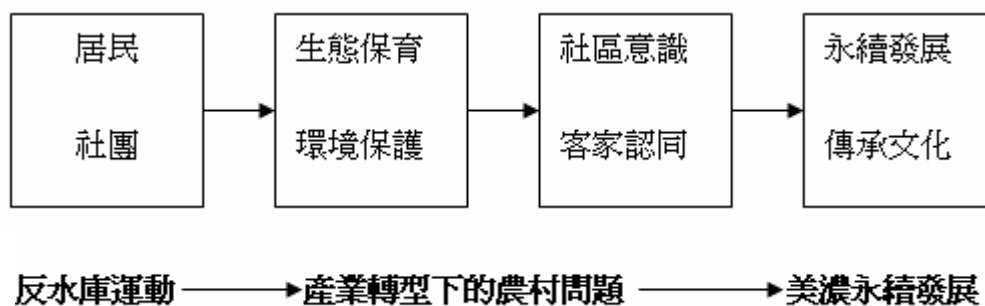 居民
社團
生態保育
環境保護
社區意識
客家認同
永續發展
傳承文化
反水庫運動
產業轉型下的農村問題
美濃永續發展